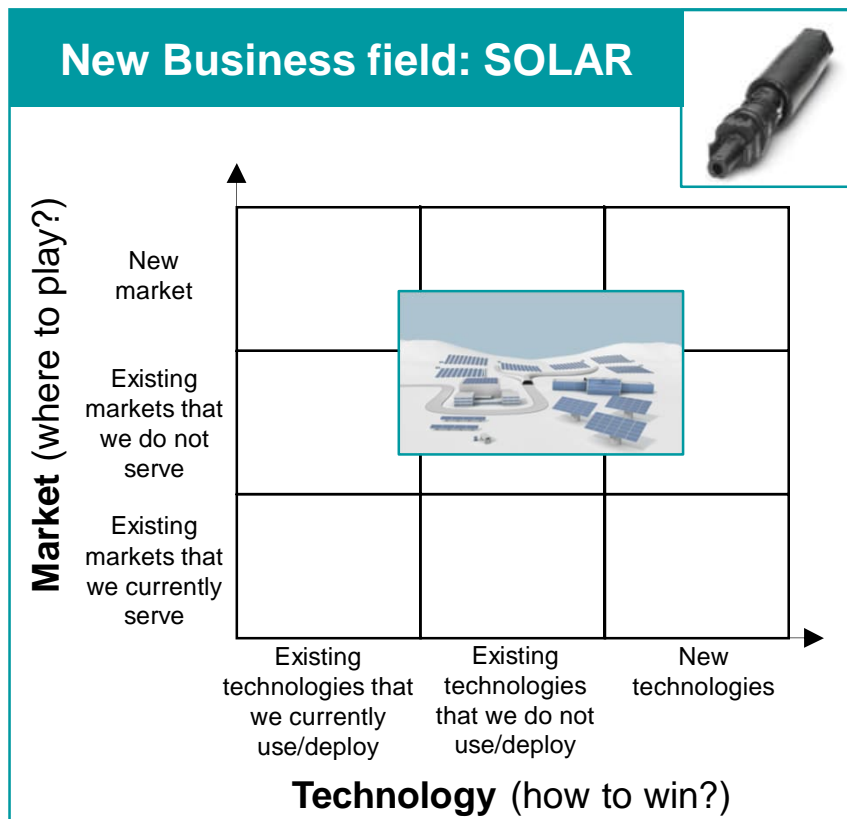 New Business field: SOLAR
Market (where to play?)
New
market
Existing
markets that
we do not
serve
Existing
markets that
we currently
serve
Existing
technologies that
we currently
use/deploy
Existing
technologies
that we do not
use/deploy
New
technologies
Technology (how to win?)